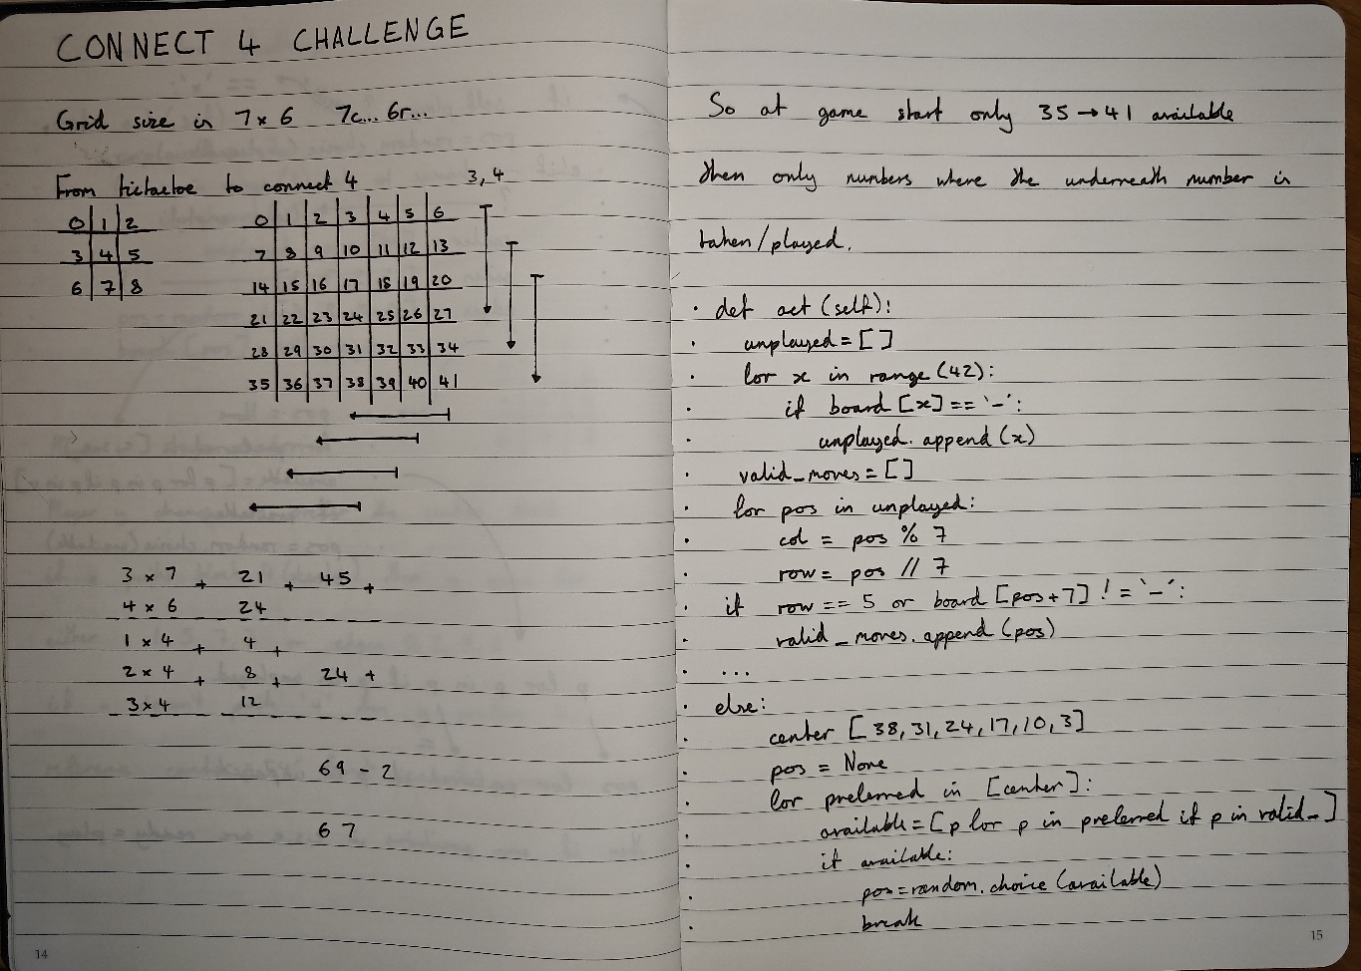 CONNECT 4 CHALLENGE
Grid size is 7 x 6 7c... 6r...
From tictactoe to connect 4
3, 4
0 1 2
3 4 5
6 7 8
0 1 2 3 4 5 6
7 8 9 10 11 12 13
14 15 16 17 18 19 20
21 22 23 24 25 26 27
28 29 30 31 32 33 34
35 36 37 38 39 40 41
3 x 7 + 21 + 45 +
4 x 6 24
1 x 4 + 4 +
2 x 4 + 8 + 24 +
3 x 4 12
69 - 2
67
14
So at game start only 35 → 41 available
then only numbers where the underneath number is
taken/played.
· def act (self):
· unplayed = [ ]
· for x in range (42):
· if board [x] == '-':
· unplayed. append (x)
· valid_moves = [ ]
· for pos in unplayed:
· col = pos % 7
· row = pos // 7
· if row == 5 or board [pos+7] != '-':
· valid_moves. append (pos)
· ...
· else:
· center [38, 31, 24, 17, 10, 3]
· pos = None
· for preferred in [center]:
· available = [p for p in preferred if p in valid_]
· if available:
· pos = random. choice (available)
· break
15